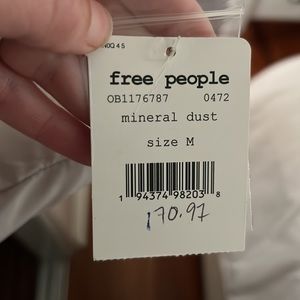 free people
OB1176787 0472
mineral dust
size M
1 94374 98203 8
170.97